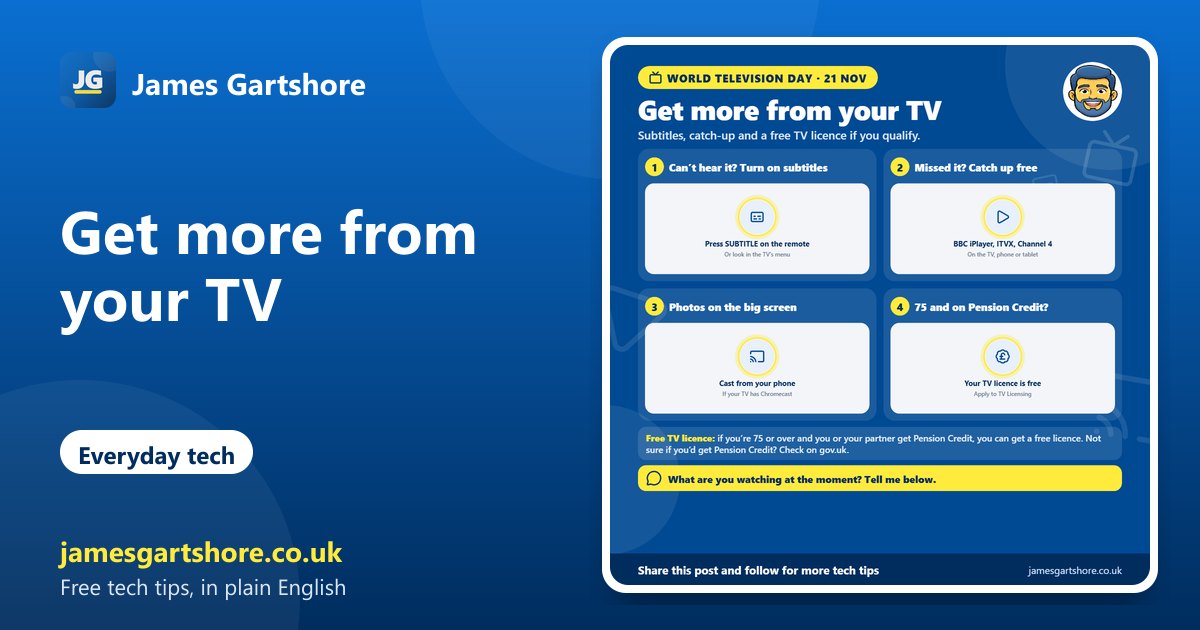 JG
James Gartshore
Get more from
your TV
Everyday tech
jamesgartshore.co.uk
Free tech tips, in plain English
WORLD TELEVISION DAY · 21 NOV
Get more from your TV
Subtitles, catch-up and a free TV licence if you qualify.
1 Can't hear it? Turn on subtitles
Press SUBTITLE on the remote
Or look in the TV's menu
2 Missed it? Catch up free
BBC iPlayer, ITVX, Channel 4
On the TV, phone or tablet
3 Photos on the big screen
Cast from your phone
If your TV has Chromecast
4 75 and on Pension Credit?
£
Your TV licence is free
Apply to TV Licensing
Free TV licence: if you're 75 or over and you or your partner get Pension Credit, you can get a free licence. Not
sure if you'd get Pension Credit? Check on gov.uk.
What are you watching at the moment? Tell me below.
Share this post and follow for more tech tips
jamesgartshore.co.uk